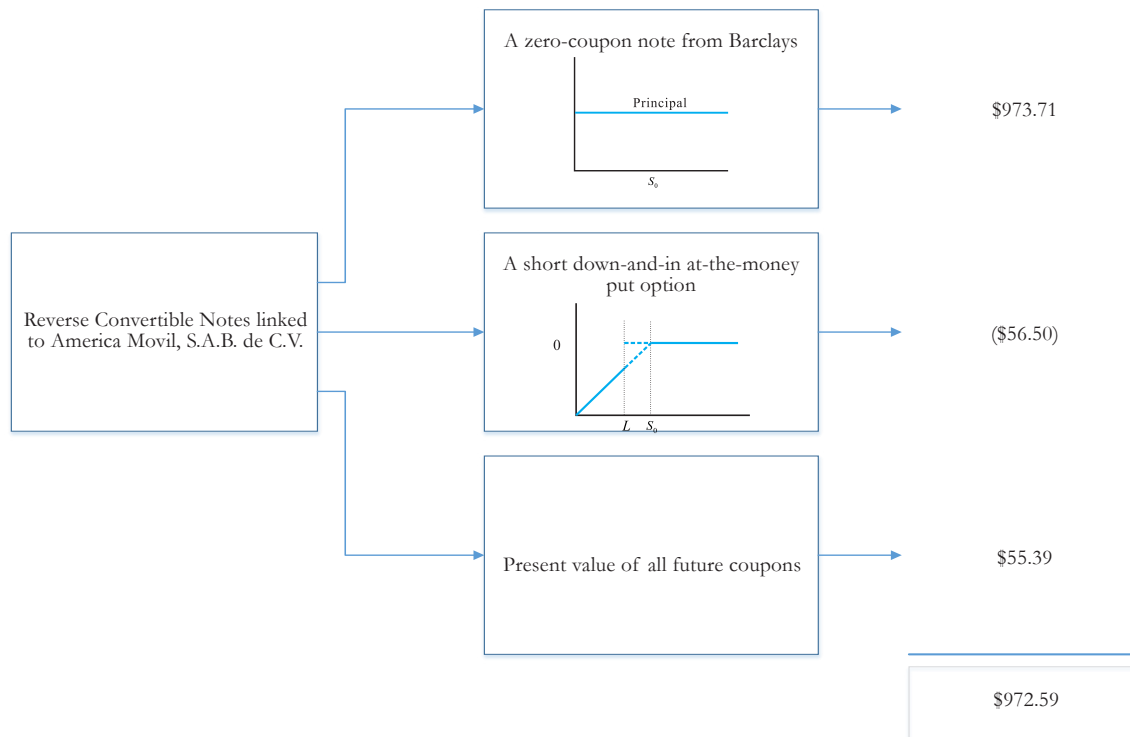 A zero-coupon note from Barclays
Principal
S₀
$973.71
Reverse Convertible Notes linked
to America Movil, S.A.B. de C.V.
A short down-and-in at-the-money
put option
0
L S₀
($56.50)
Present value of all future coupons
$55.39
$972.59